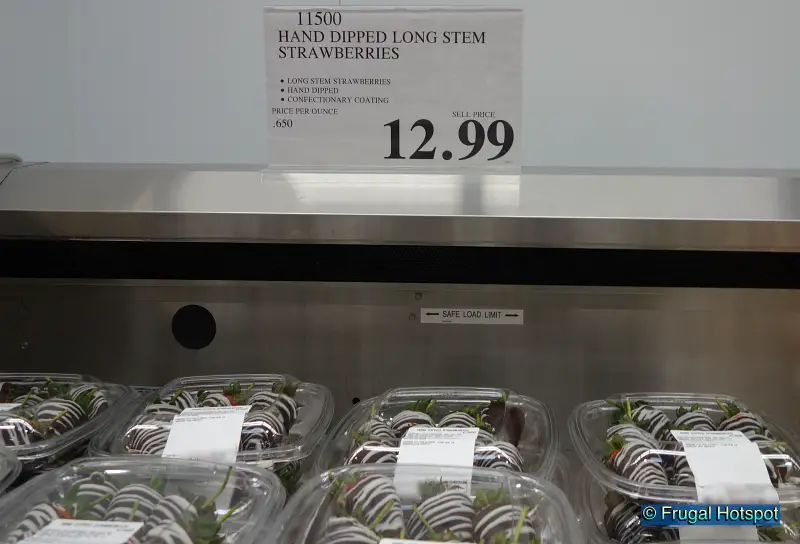 11500
HAND DIPPED LONG STEM
STRAWBERRIES
• LONG STEM STRAWBERRIES
• HAND DIPPED
• CONFECTIONARY COATING
PRICE PER OUNCE
.650
SELL PRICE
12.99
SAFE LOAD LIMIT
© Frugal Hotspot